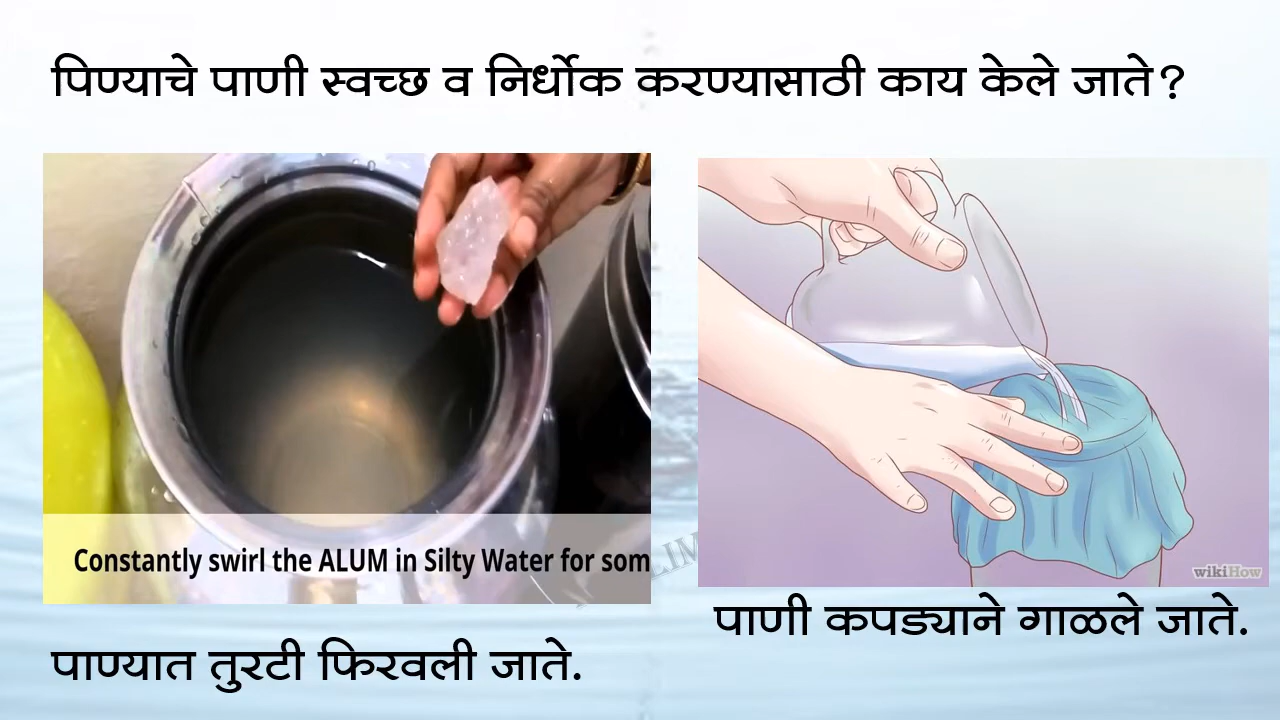 पिण्याचे पाणी स्वच्छ व निर्धोक करण्यासाठी काय केले जाते?
Constantly swirl the ALUM in Silty Water for som
wikiHow
पाणी कपड्याने गाळले जाते.
पाण्यात तुरटी फिरवली जाते.